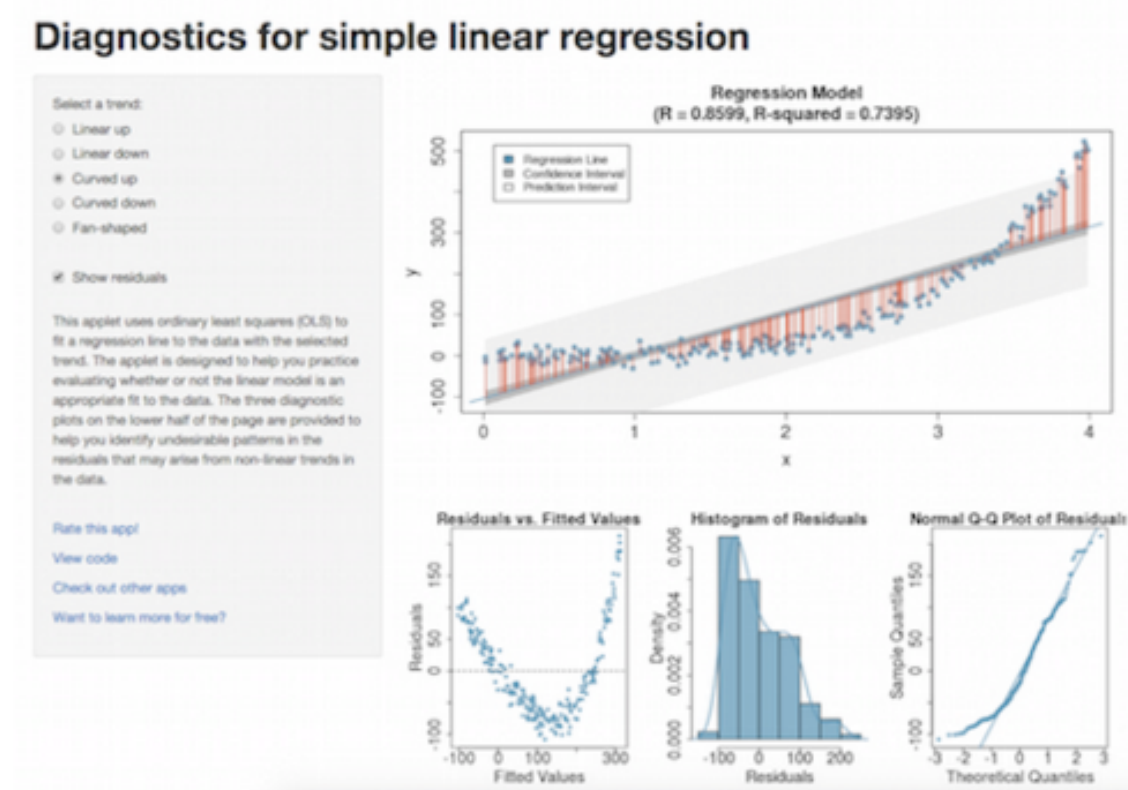 Diagnostics for simple linear regression
Select a trend:
Linear up
Linear down
Curved up
Curved down
Fan-shaped
Show residuals
This applet uses ordinary least squares (OLS) to
fit a regression line to the data with the selected
trend. The applet is designed to help you practice
evaluating whether or not the linear model is an
appropriate fit to the data. The three diagnostic
plots on the lower half of the page are provided to
help you identify undesirable patterns in the
residuals that may arise from non-linear trends in
the data.
Rate this app!
View code
Check out other apps
Want to learn more for free?
Regression Model
(R = 0.8599, R-squared = 0.7395)
Regression Line
Confidence Interval
Prediction Interval
y
500
300
100
0
-100
0 1 2 3 4
x
Residuals vs. Fitted Values
Residuals
150
50
0
-100
-100 0 100 300
Fitted Values
Histogram of Residuals
Density
0.006
0.004
0.002
0.000
-100 0 100 200
Residuals
Normal Q-Q Plot of Residuals
Sample Quantiles
150
50
0
-100
-3 -2 -1 0 1 2 3
Theoretical Quantiles